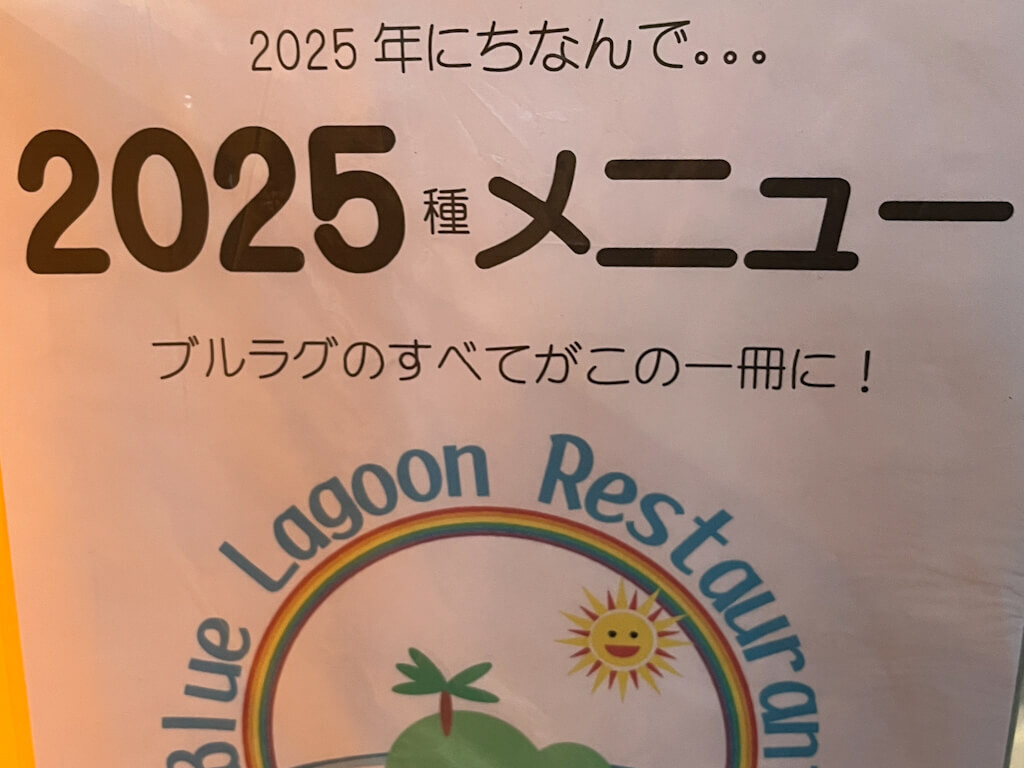 2025年にちなんで。。。
2025種メニュー
ブルラグのすべてがこの一冊に！
Blue Lagoon Restaurant